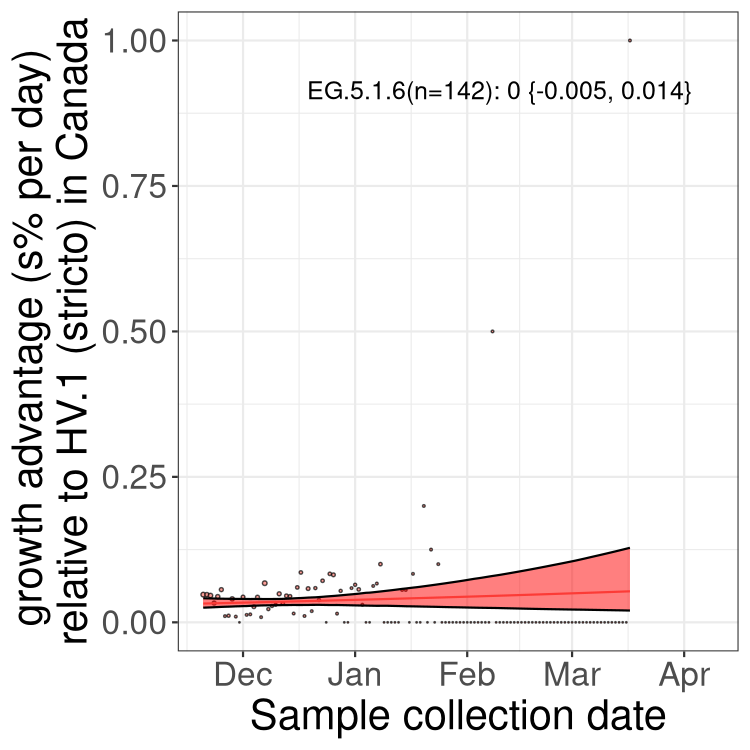 growth advantage (s% per day)
relative to HV.1 (stricto) in Canada
1.00
0.75
0.50
0.25
0.00
EG.5.1.6(n=142): 0 {-0.005, 0.014}
Dec Jan Feb Mar Apr
Sample collection date